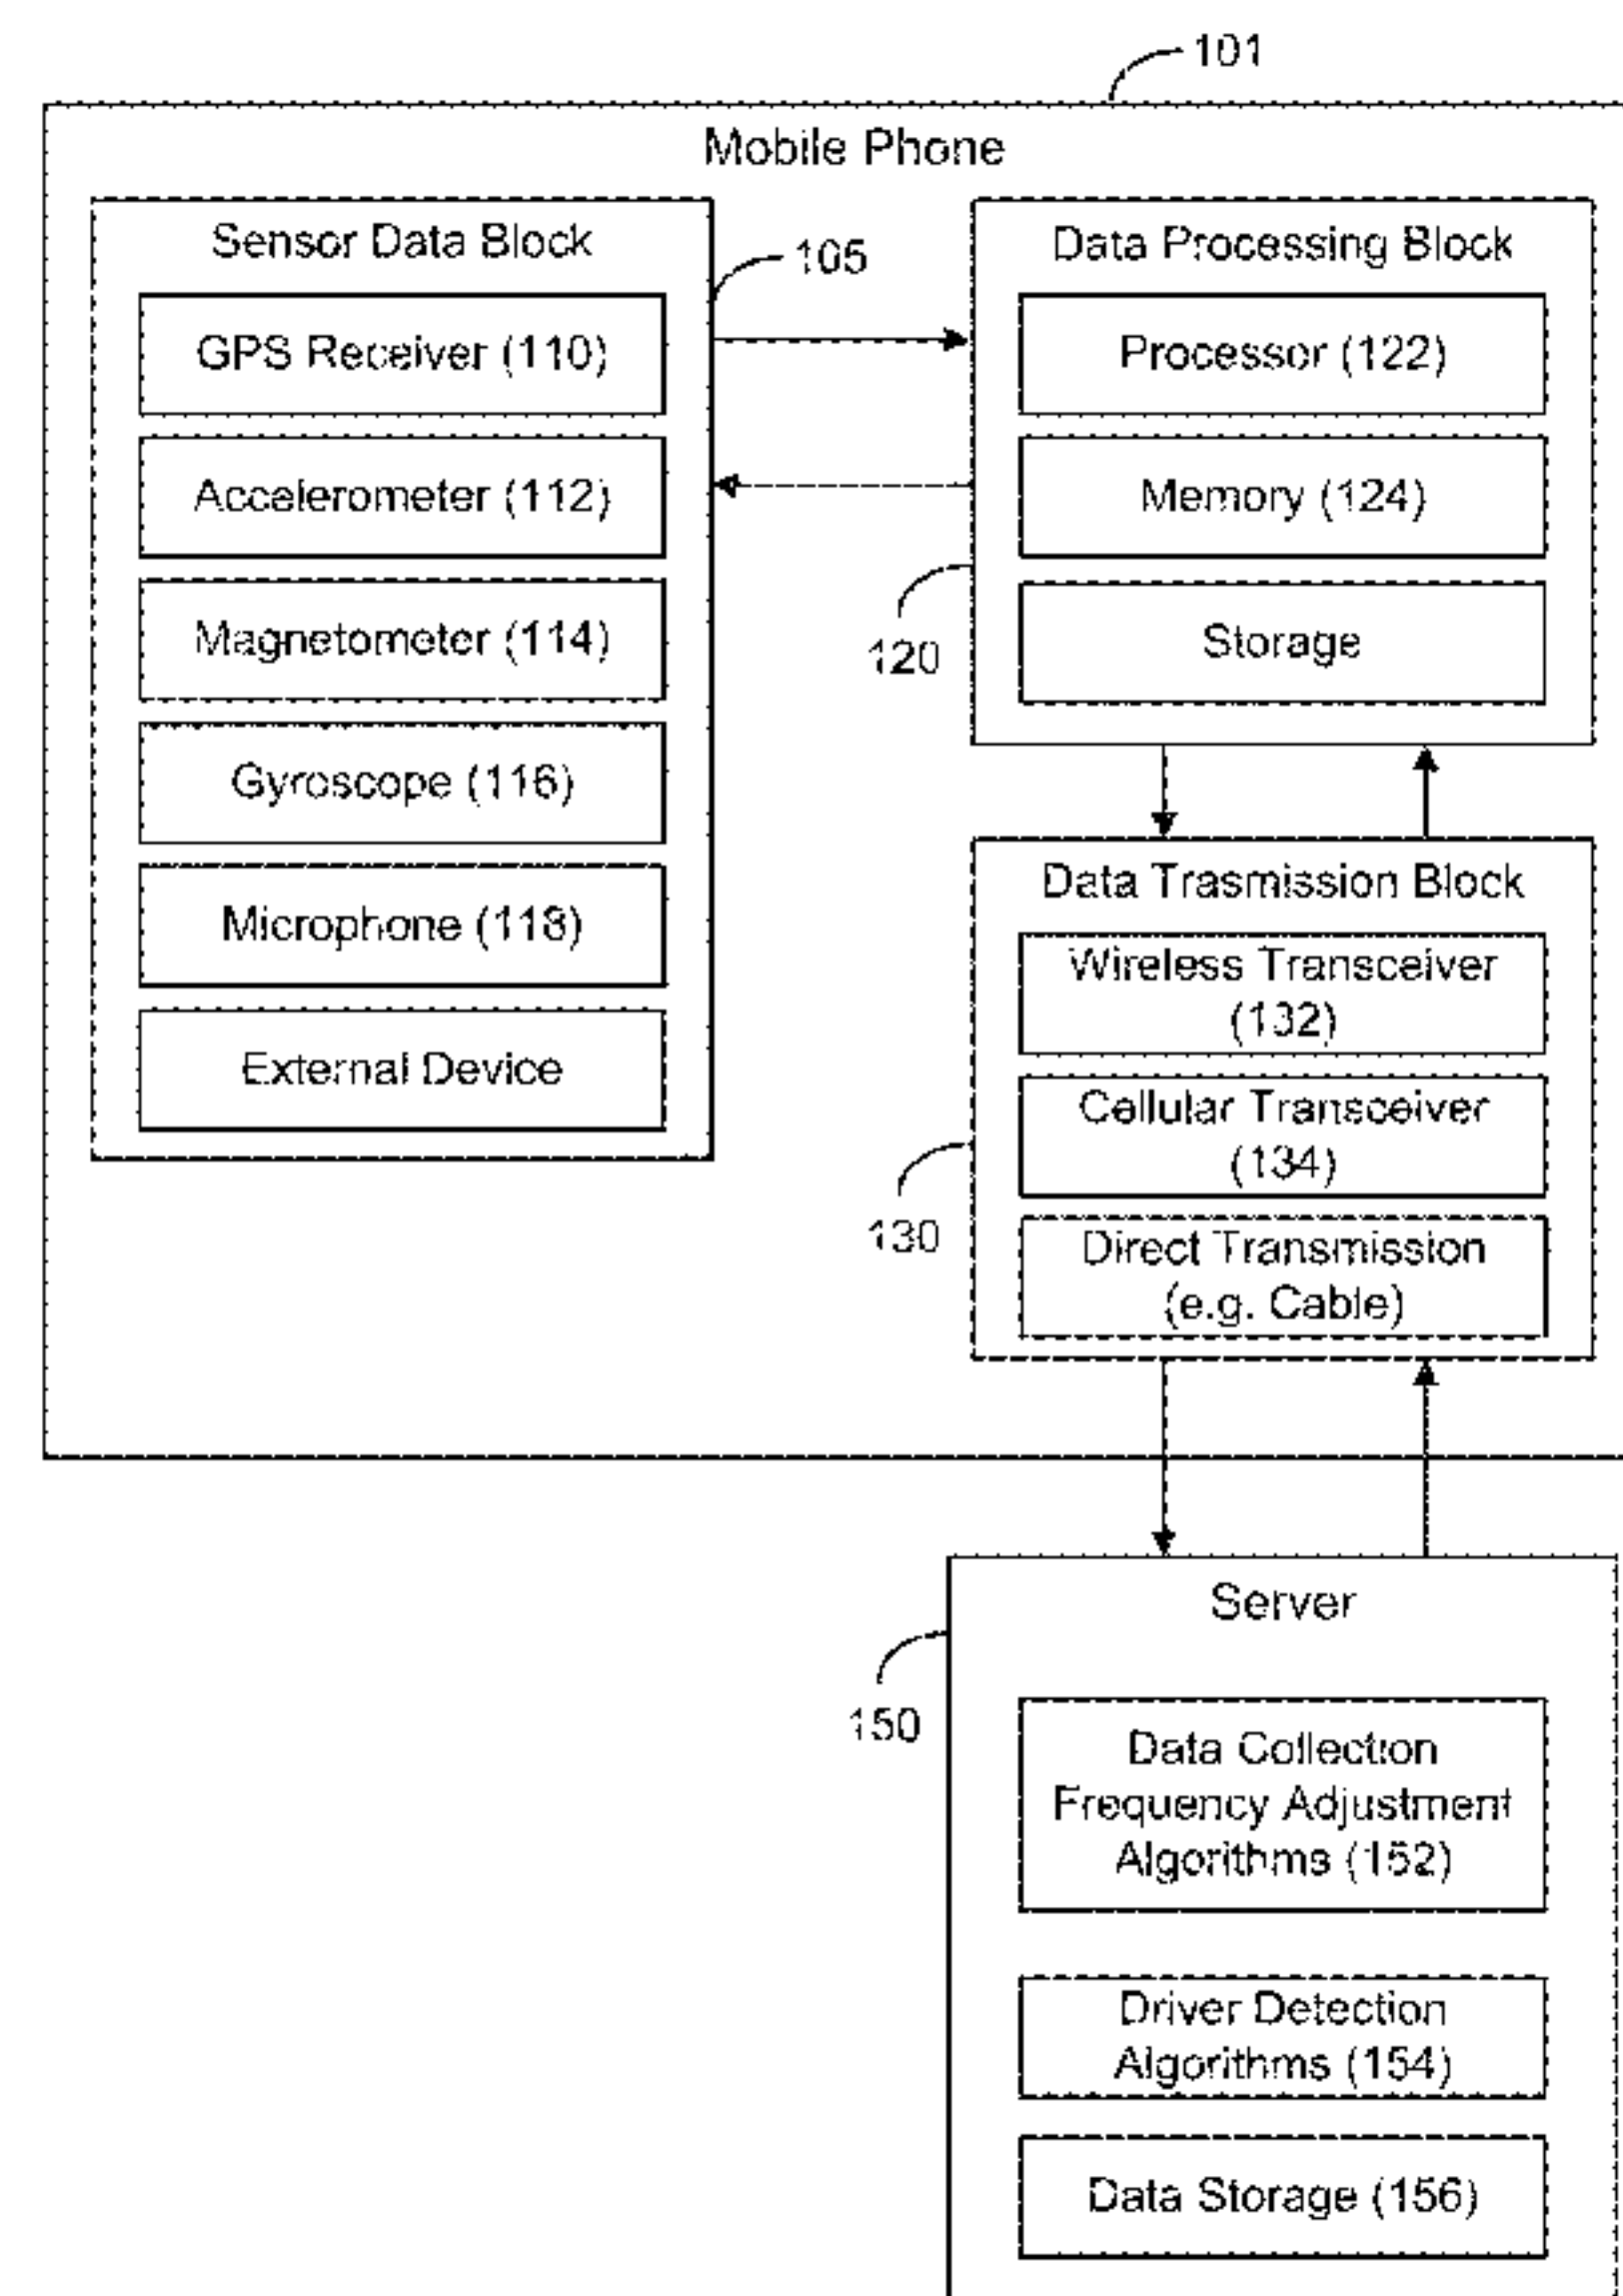 101
Mobile Phone
Sensor Data Block
105
GPS Receiver (110)
Accelerometer (112)
Magnetometer (114)
Gyroscope (116)
Microphone (118)
External Device
Data Processing Block
Processor (122)
Memory (124)
Storage
120
Data Trasmission Block
Wireless Transceiver
(132)
Cellular Transceiver
(134)
Direct Transmission
(e.g. Cable)
130
Server
150
Data Collection
Frequency Adjustment
Algorithms (152)
Driver Detection
Algorithms (154)
Data Storage (156)